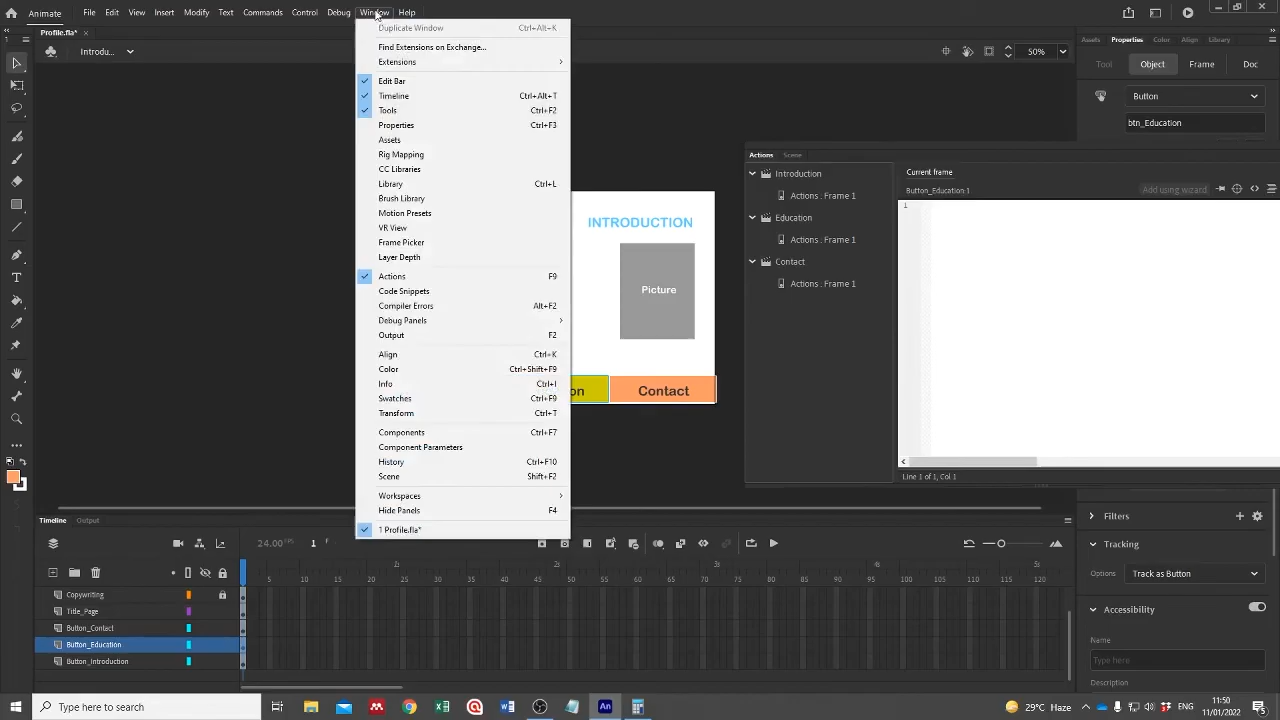 Animate File Edit View Insert Modify Text Commands Control Debug Window Help
Profile.fla*
Introdu...
50%
Duplicate Window Ctrl+Alt+K
Find Extensions on Exchange...
Extensions
Edit Bar
Timeline Ctrl+Alt+T
Tools Ctrl+F2
Properties Ctrl+F3
Assets
Rig Mapping
CC Libraries
Library Ctrl+L
Brush Library
Motion Presets
VR View
Frame Picker
Layer Depth
Actions F9
Code Snippets
Compiler Errors Alt+F2
Debug Panels
Output F2
Align Ctrl+K
Color Ctrl+Shift+F9
Info Ctrl+I
Swatches Ctrl+F9
Transform Ctrl+T
Components Ctrl+F7
Component Parameters
History Ctrl+F10
Scene Shift+F2
Workspaces
Hide Panels F4
1 Profile.fla*
INTRODUCTION
Picture
on Contact
Assets Properties Color Align Library
Tool Object Frame Doc
Button
btn_Education
Actions Scene
Introduction
Actions : Frame 1
Education
Actions : Frame 1
Contact
Actions : Frame 1
Current frame
Button_Education:1
Add using wizard
1
Line 1 of 1, Col 1
Filters
Tracking
Options Track as Button
Accessibility
Name
Type here
Description
Timeline Output
24.00 FPS 1 F
1s 2s 3s 4s 5s
5 10 15 20 25 30 35 40 45 50 55 60 65 70 75 80 85 90 95 100 105 110 115 120
Copywriting
Title_Page
Button_Contact
Button_Education
Button_Introduction
Type here to search
29°C Haze
ENG
11:50
11/01/2022